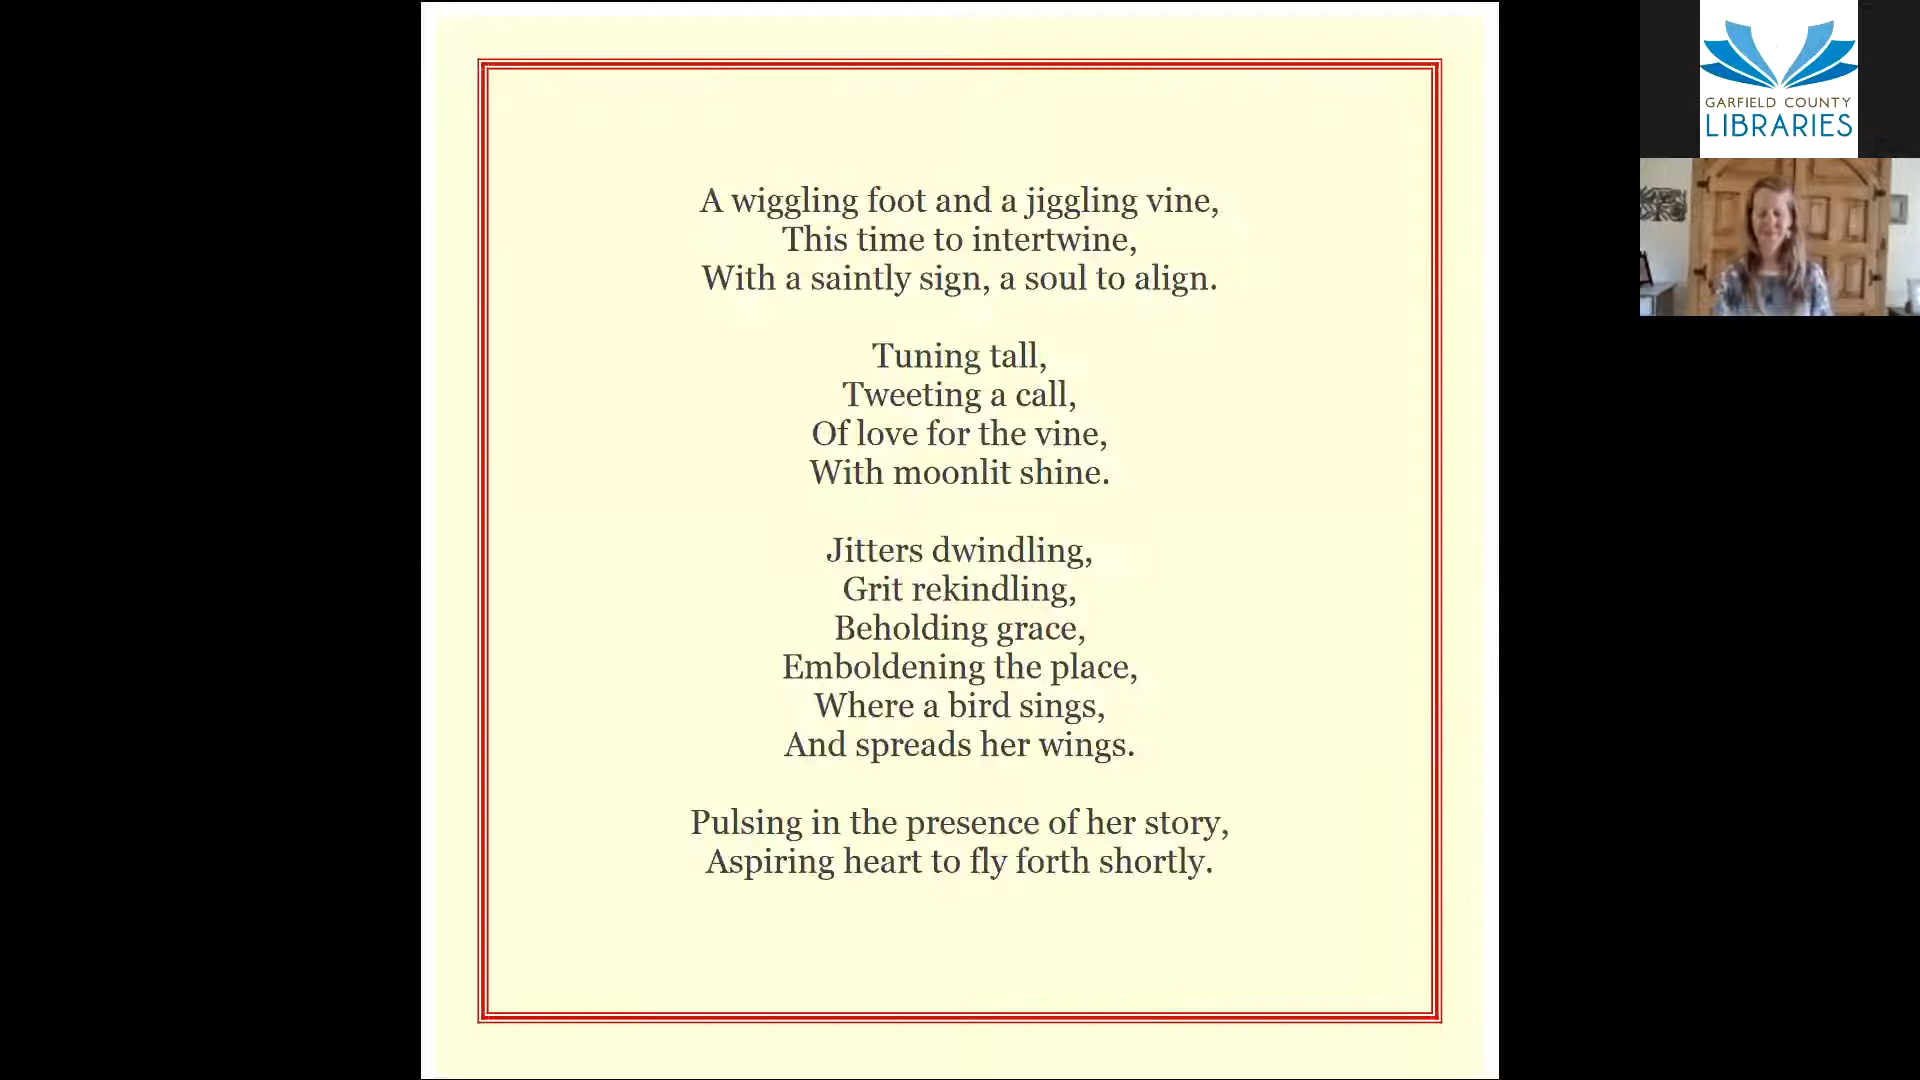 A wiggling foot and a jiggling vine,
This time to intertwine,
With a saintly sign, a soul to align.
Tuning tall,
Tweeting a call,
Of love for the vine,
With moonlit shine.
Jitters dwindling,
Grit rekindling,
Beholding grace,
Emboldening the place,
Where a bird sings,
And spreads her wings.
Pulsing in the presence of her story,
Aspiring heart to fly forth shortly.
GARFIELD COUNTY
LIBRARIES